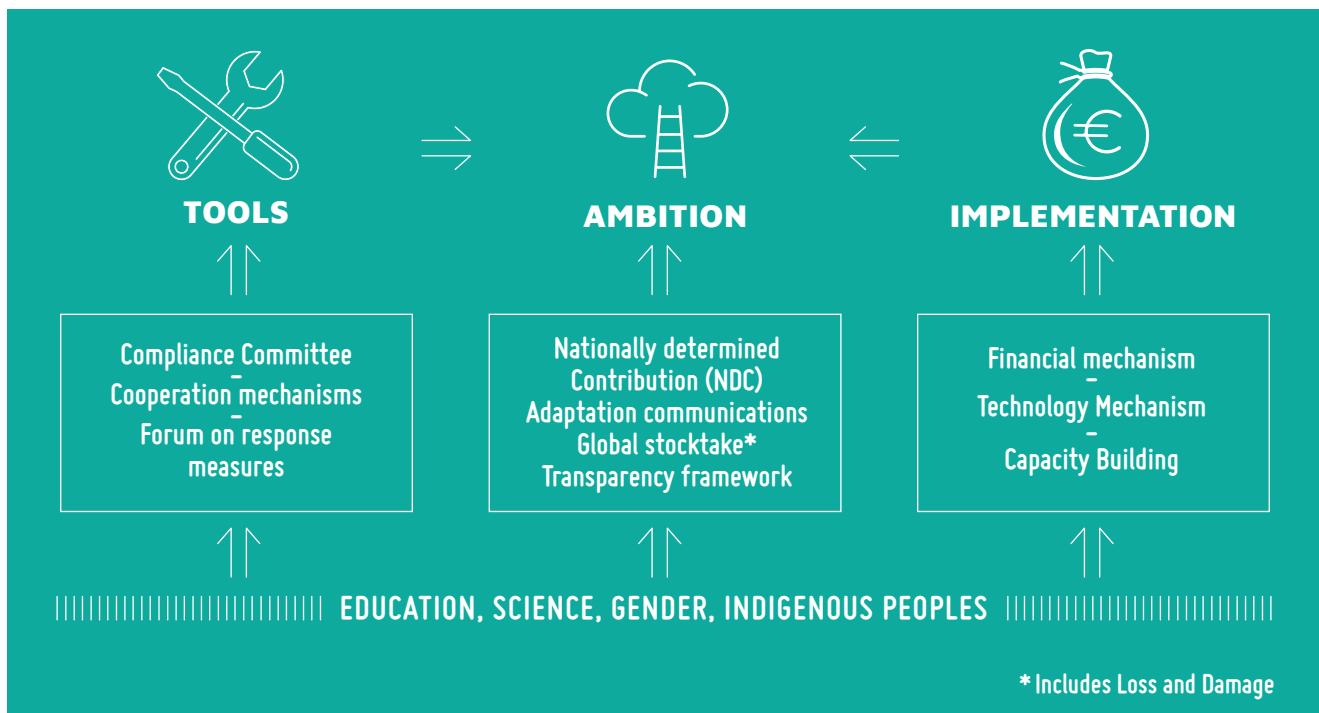 TOOLS
AMBITION
IMPLEMENTATION
Compliance Committee
–
Cooperation mechanisms
–
Forum on response
measures
Nationally determined
Contribution (NDC)
Adaptation communications
Global stocktake*
Transparency framework
Financial mechanism
–
Technology Mechanism
–
Capacity Building
EDUCATION, SCIENCE, GENDER, INDIGENOUS PEOPLES
* Includes Loss and Damage